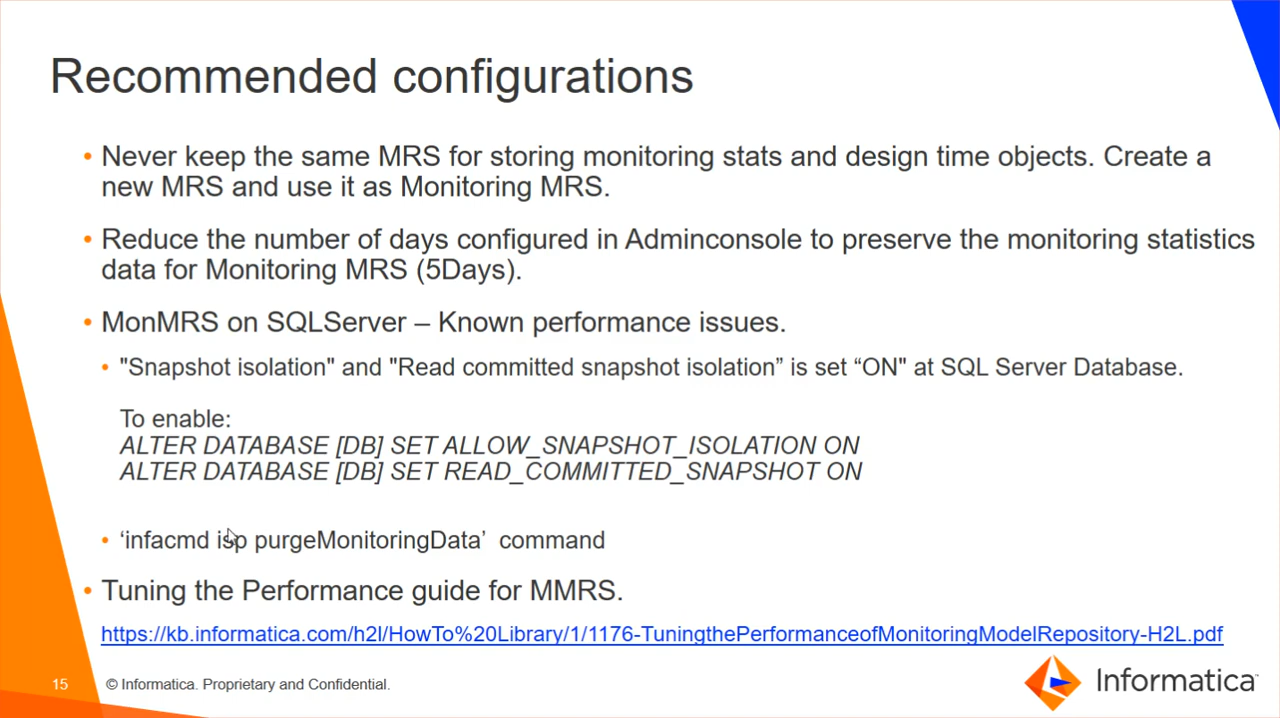 Recommended configurations
• Never keep the same MRS for storing monitoring stats and design time objects. Create a
new MRS and use it as Monitoring MRS.
• Reduce the number of days configured in Adminconsole to preserve the monitoring statistics
data for Monitoring MRS (5Days).
• MonMRS on SQLServer – Known performance issues.
• "Snapshot isolation" and "Read committed snapshot isolation” is set “ON" at SQL Server Database.
To enable:
ALTER DATABASE [DB] SET ALLOW_SNAPSHOT_ISOLATION ON
ALTER DATABASE [DB] SET READ_COMMITTED_SNAPSHOT ON
• ‘infacmd isp purgeMonitoringData’ command
• Tuning the Performance guide for MMRS.
https://kb.informatica.com/h2l/HowTo%20Library/1/1176-TuningthePerformanceofMonitoringModelRepository-H2L.pdf
15 © Informatica. Proprietary and Confidential.
Informatica